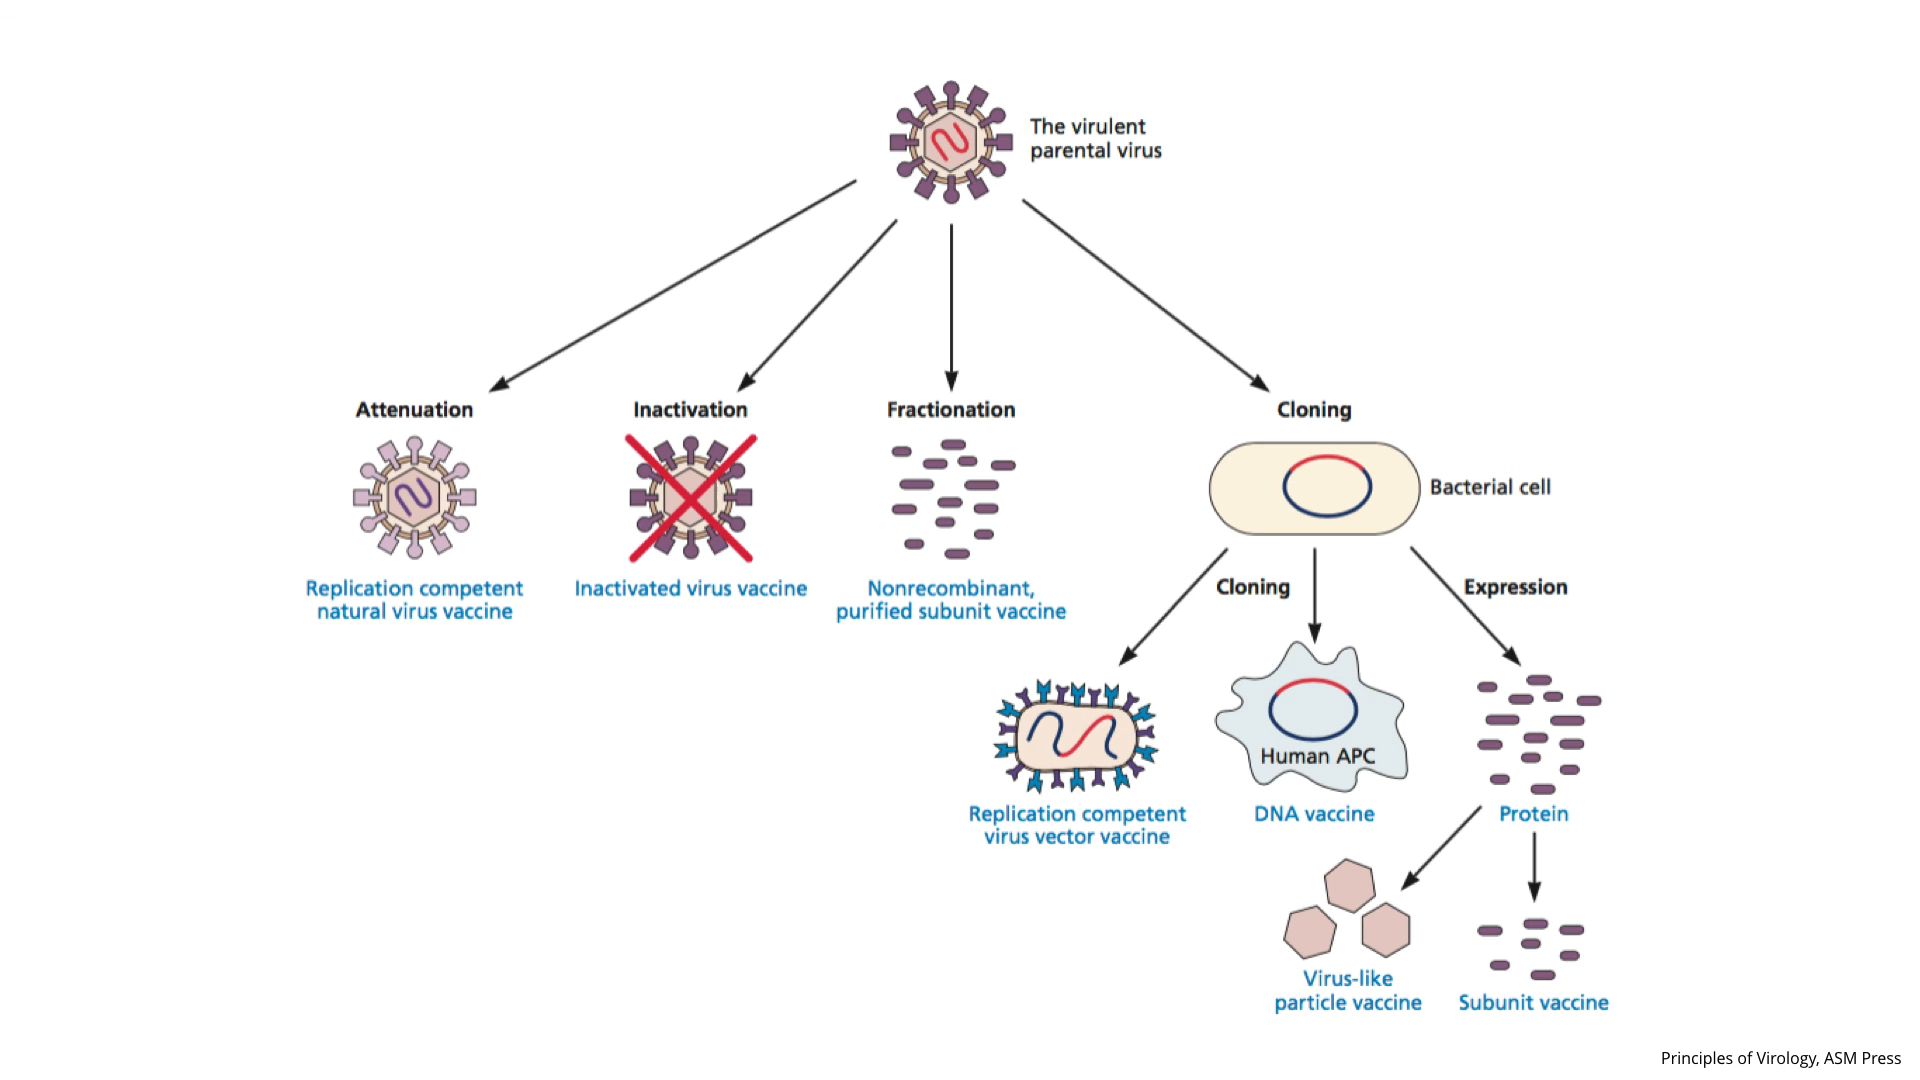 The virulent
parental virus
Attenuation
Inactivation
Fractionation
Cloning
Bacterial cell
Replication competent
natural virus vaccine
Inactivated virus vaccine
Nonrecombinant,
purified subunit vaccine
Cloning
Expression
Human APC
Replication competent
virus vector vaccine
DNA vaccine
Protein
Virus-like
particle vaccine
Subunit vaccine
Principles of Virology, ASM Press